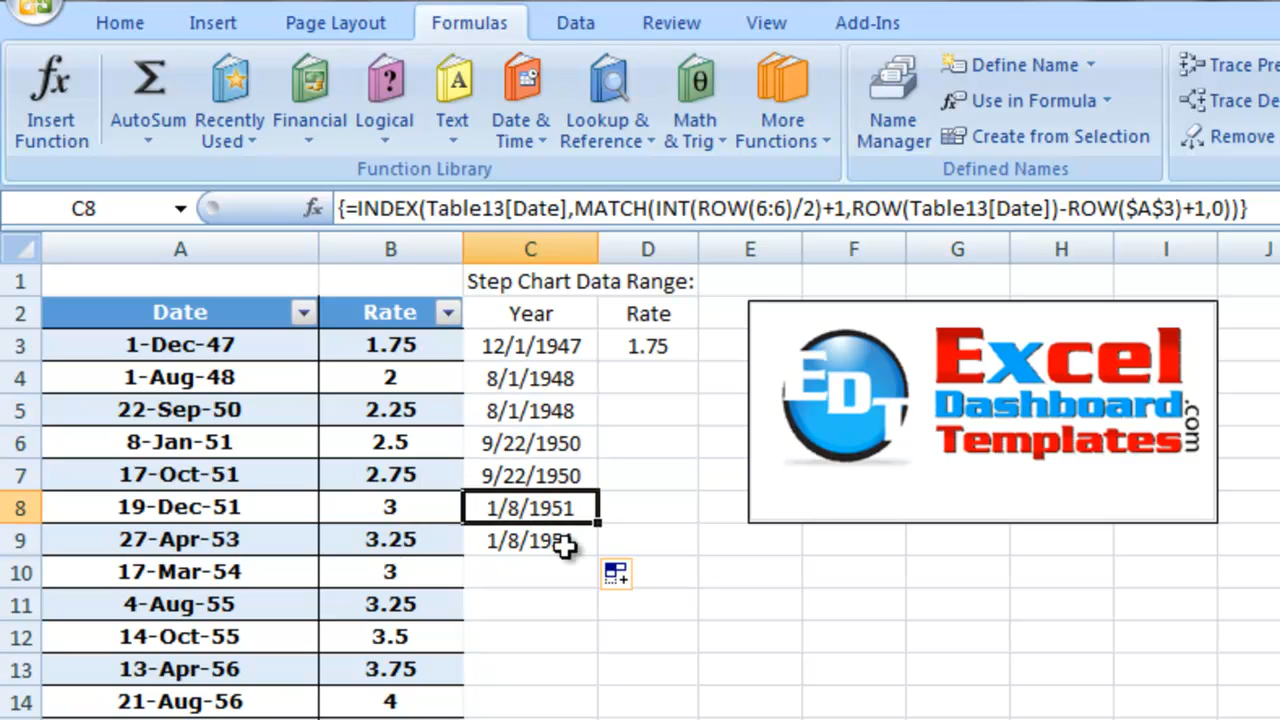 Home Insert Page Layout Formulas Data Review View Add-Ins
fx Σ ? A θ Define Name Trace
Use in Formula Trace
Insert AutoSum Recently Financial Logical Text Date & Lookup & Math More Name
Function Used Time Reference & Trig Functions Manager Create from Selection Remove
Function Library Defined Names
C8 fx {=INDEX(Table13[Date],MATCH(INT(ROW(6:6)/2)+1,ROW(Table13[Date])-ROW($A$3)+1,0))}
A B C D E F G H I J
1 Step Chart Data Range:
2 Date Rate Year Rate
3 1-Dec-47 1.75 12/1/1947 1.75
4 1-Aug-48 2 8/1/1948
5 22-Sep-50 2.25 8/1/1948
6 8-Jan-51 2.5 9/22/1950
7 17-Oct-51 2.75 9/22/1950
8 19-Dec-51 3 1/8/1951
9 27-Apr-53 3.25 1/8/1951
10 17-Mar-54 3
11 4-Aug-55 3.25
12 14-Oct-55 3.5
13 13-Apr-56 3.75
14 21-Aug-56 4
EDT
Excel
Dashboard
Templates
.com